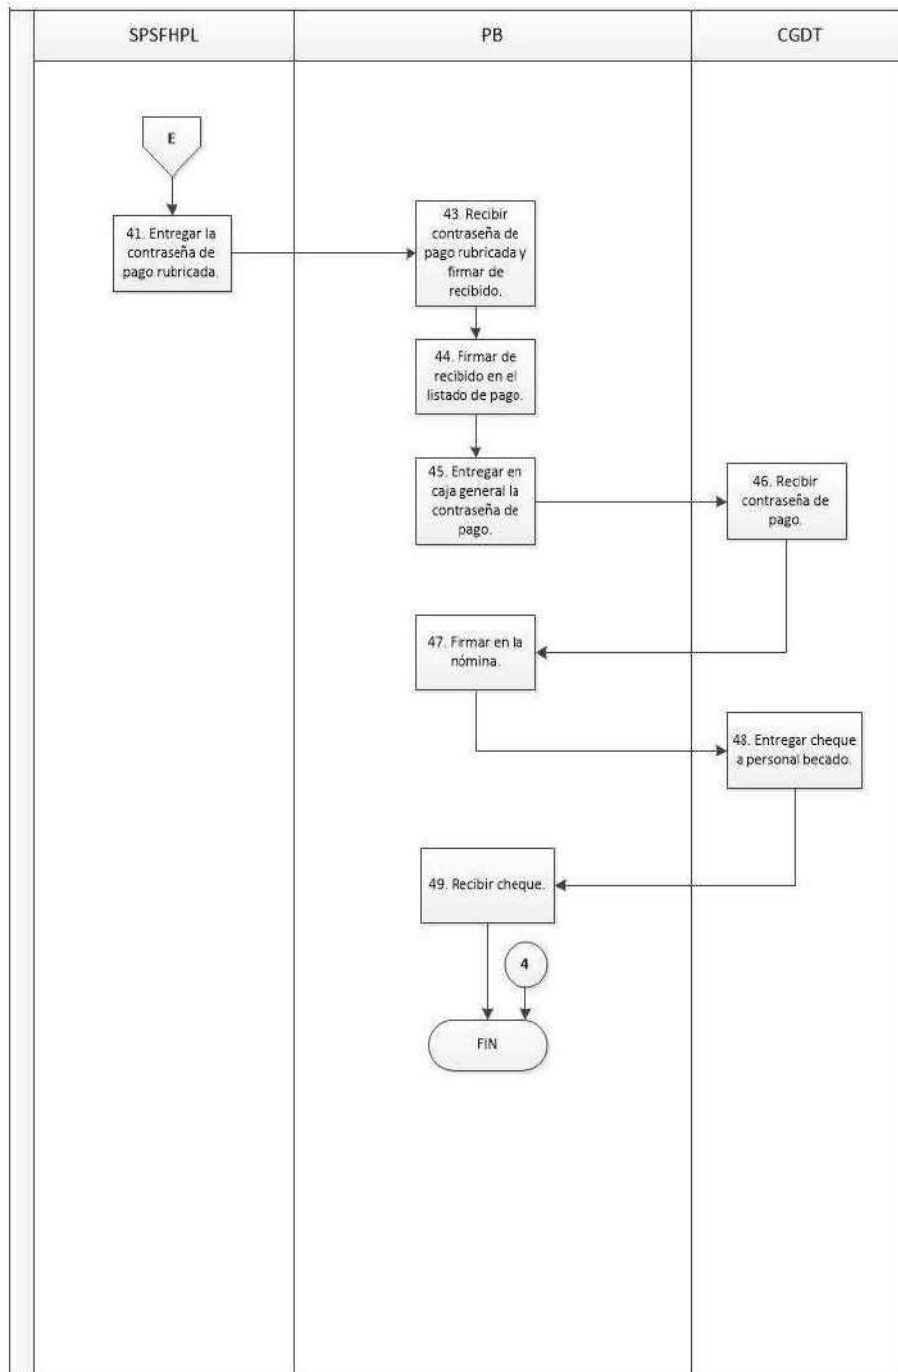 SPSFHPL
PB
CGDT
E
41. Entregar la
contraseña de
pago rubricada.
43. Recibir
contraseña de
pago rubricada y
firmar de
recibido.
44. Firmar de
recibido en el
listado de pago.
45. Entregar en
caja general la
contraseña de
pago.
46. Recibir
contraseña de
pago.
47. Firmar en la
nómina.
48. Entregar cheque
a personal becado.
49. Recibir cheque.
4
FIN